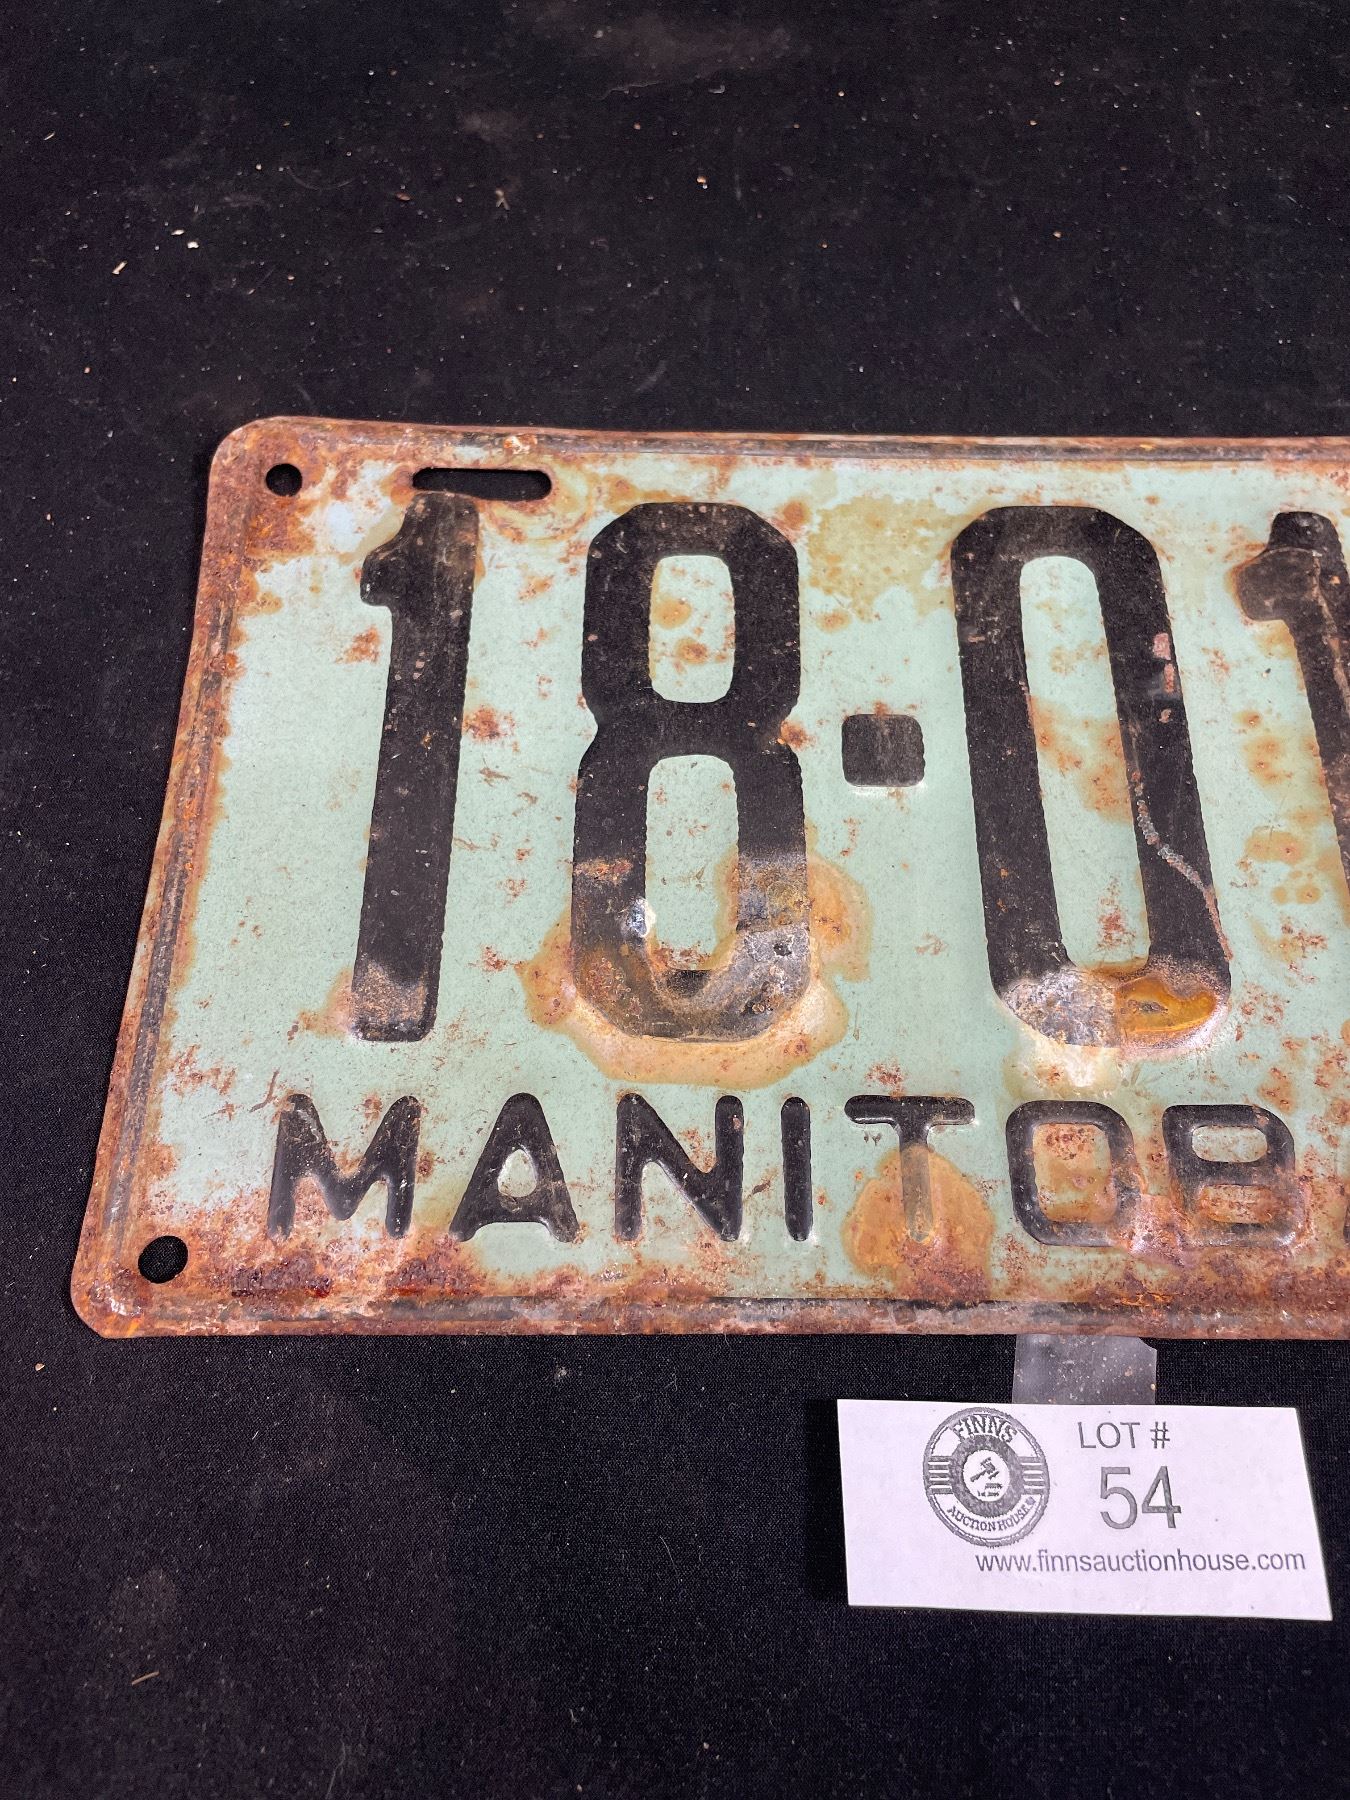 18-01
MANITOB
FINNS
AUCTION HOUSE
LOT #
54
www.finnsauctionhouse.com